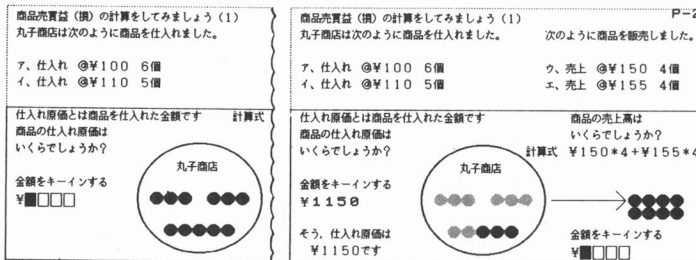 商品売買益（損）の計算をしてみましょう（1）
丸子商店は次のように商品を仕入れました。
ア、仕入れ @¥100 6個
イ、仕入れ @¥110 5個
仕入れ原価とは商品を仕入れた金額です 計算式
商品の仕入れ原価は
いくらでしょうか？
丸子商店
金額をキーインする
¥
P-2
商品売買益（損）の計算をしてみましょう（1）
丸子商店は次のように商品を仕入れました。 次のように商品を販売しました。
ア、仕入れ @¥100 6個 ウ、売上 @¥150 4個
イ、仕入れ @¥110 5個 エ、売上 @¥155 4個
仕入れ原価とは商品を仕入れた金額です 商品の売上高は
商品の仕入れ原価は いくらでしょうか？
いくらでしょうか？ 計算式 ¥150*4+¥155*4
丸子商店
金額をキーインする
¥1150
そう，仕入れ原価は 金額をキーインする
¥1150です ¥